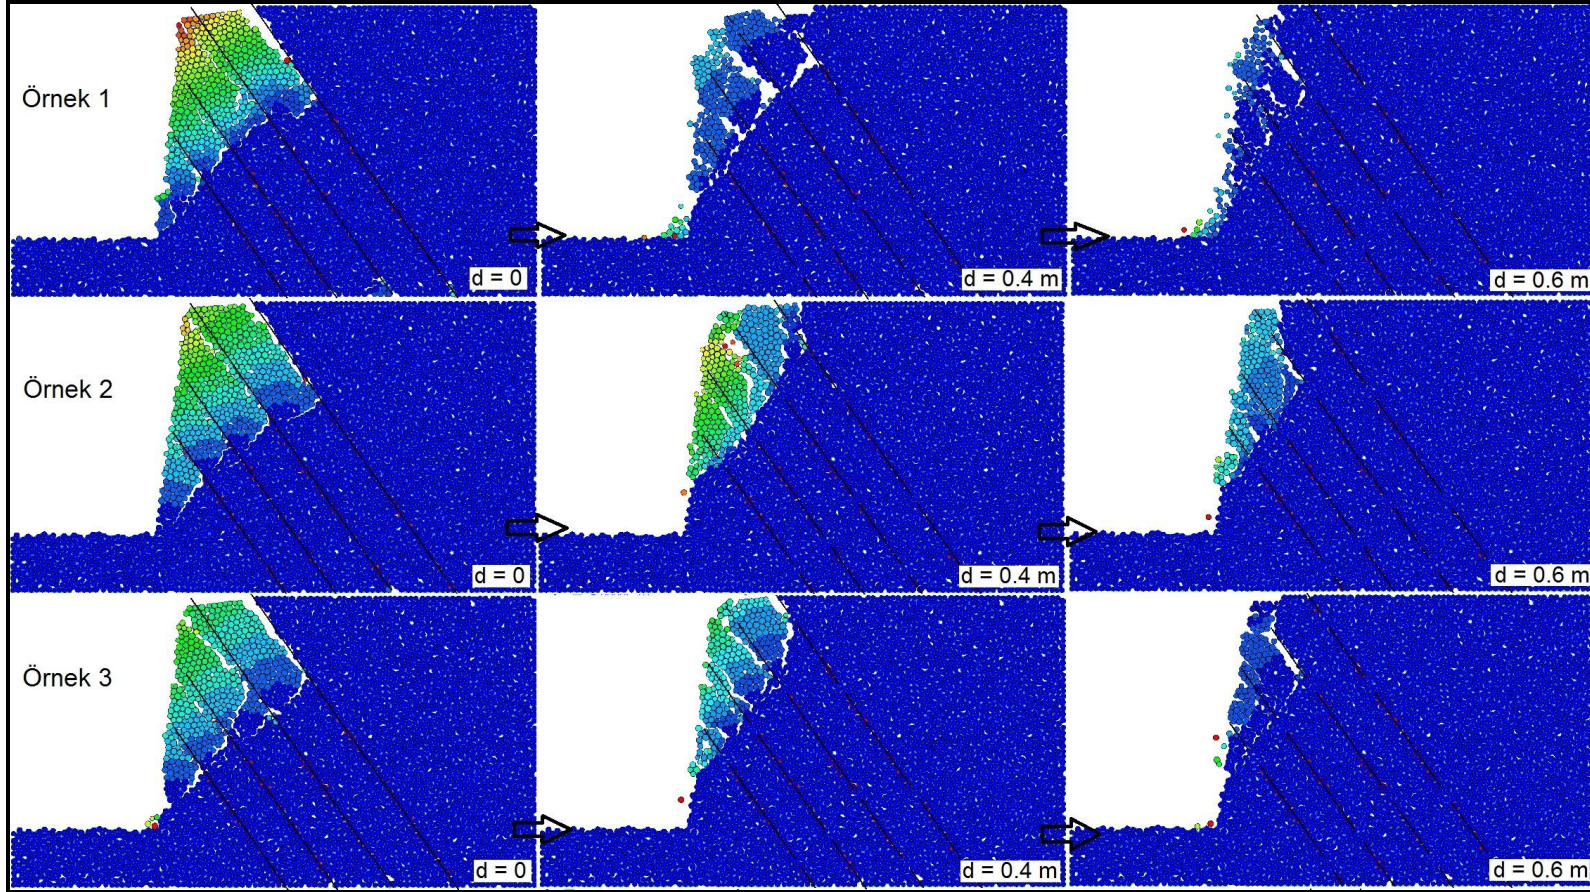 Örnek 1
d = 0
d = 0.4 m
d = 0.6 m
Örnek 2
d = 0
d = 0.4 m
d = 0.6 m
Örnek 3
d = 0
d = 0.4 m
d = 0.6 m